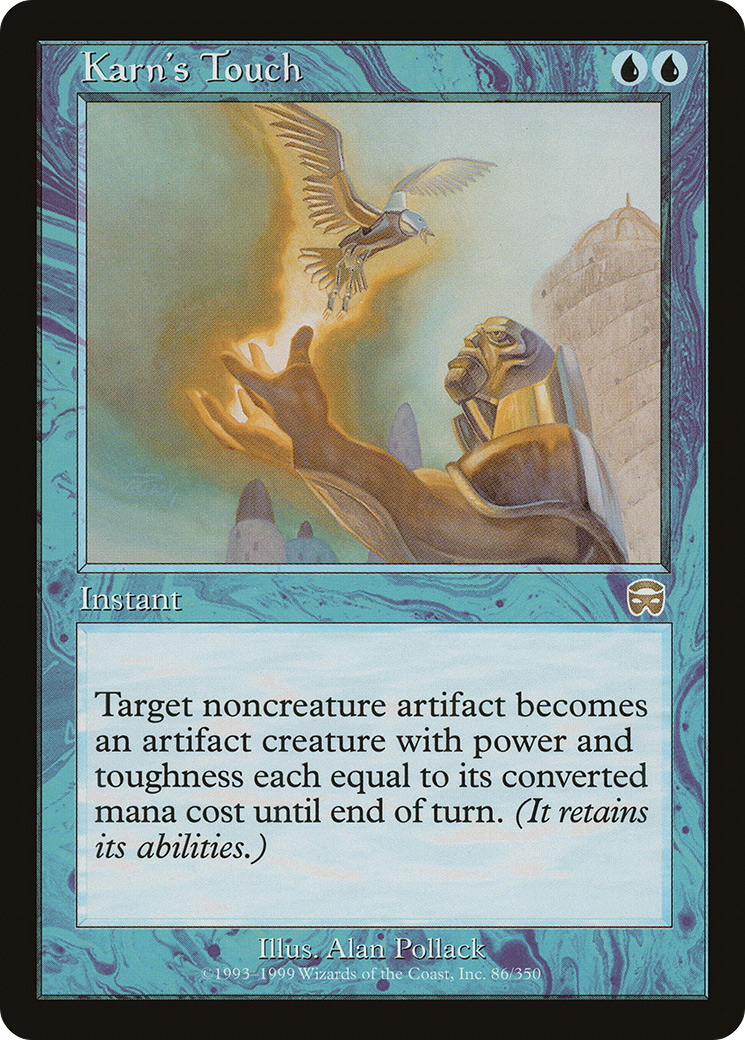 Karn's Touch
Instant
Target noncreature artifact becomes
an artifact creature with power and
toughness each equal to its converted
mana cost until end of turn. (It retains
its abilities.)
Illus. Alan Pollack
©1993–1999 Wizards of the Coast, Inc. 86/350